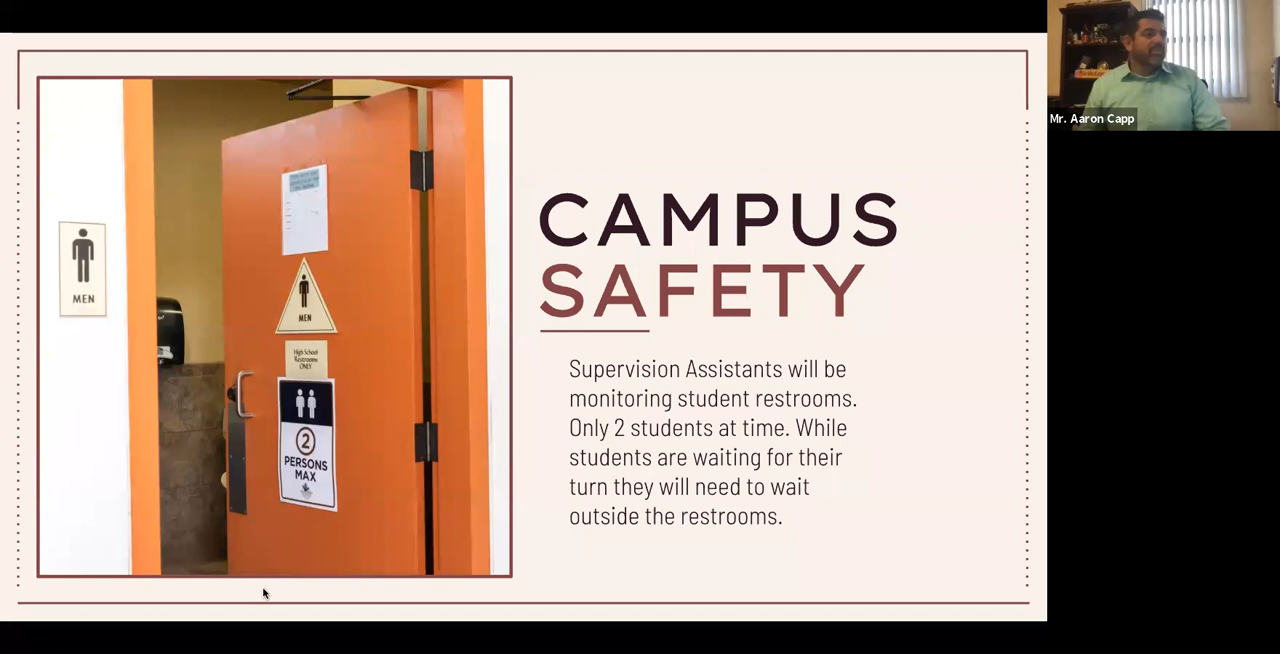 MEN
MEN
High School
Restrooms
ONLY
2
PERSONS
MAX
CAMPUS
SAFETY
Supervision Assistants will be
monitoring student restrooms.
Only 2 students at time. While
students are waiting for their
turn they will need to wait
outside the restrooms.
Mr. Aaron Capp